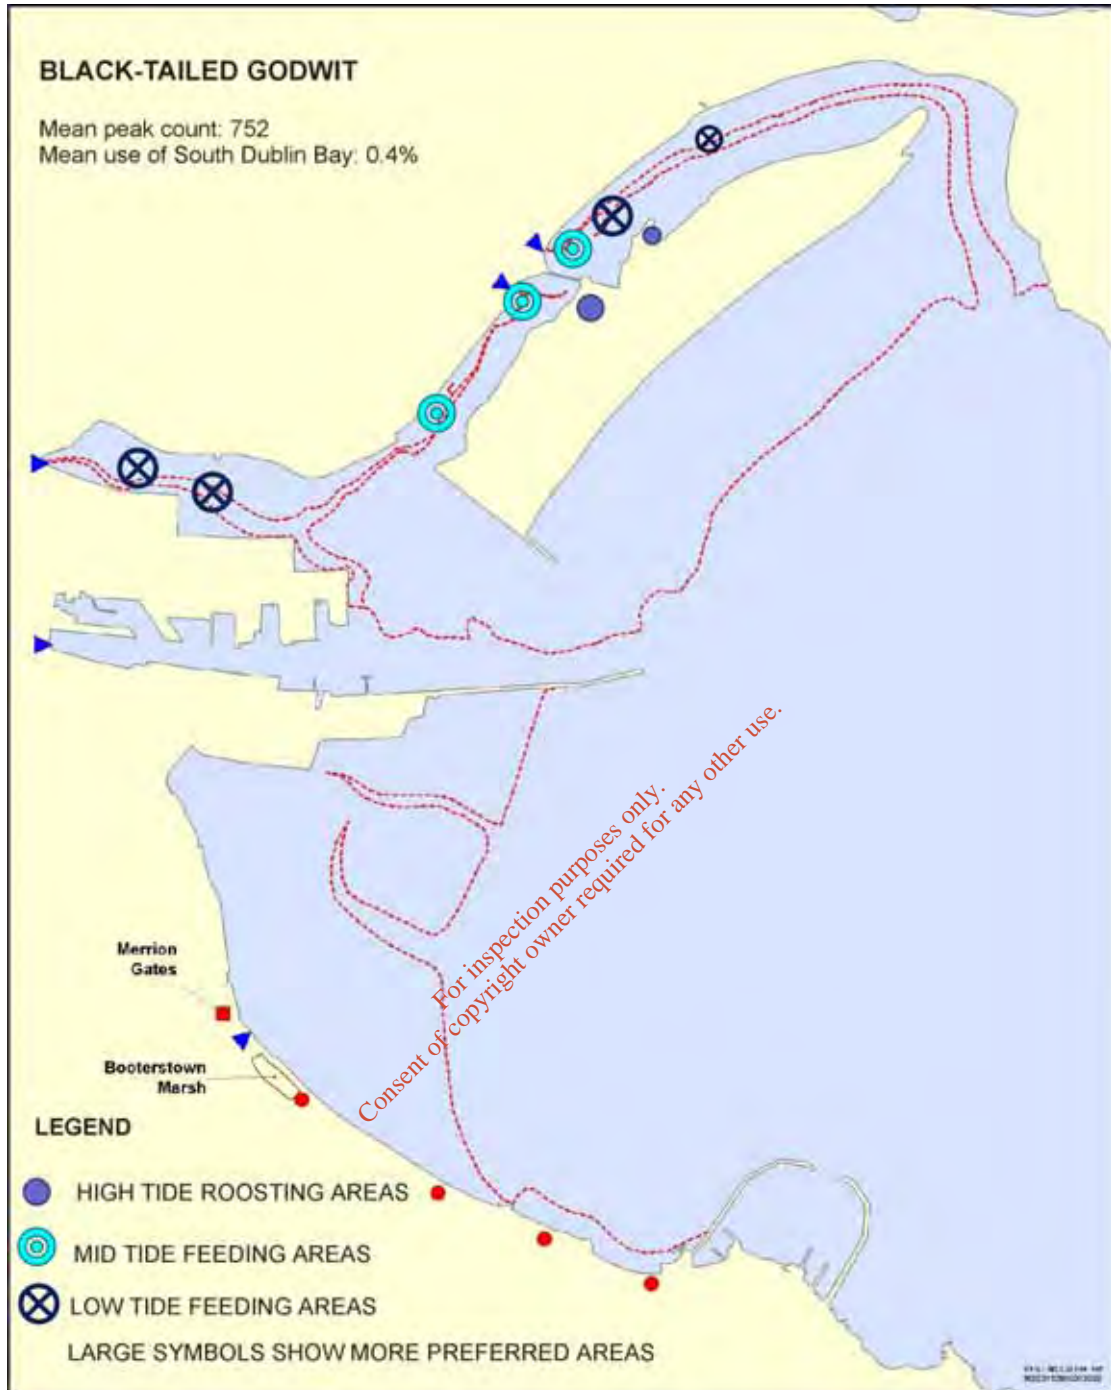 BLACK-TAILED GODWIT
Mean peak count: 752
Mean use of South Dublin Bay: 0.4%
For inspection purposes only.
Consent of copyright owner required for any other use.
Merrion
Gates
Booterstown
Marsh
LEGEND
HIGH TIDE ROOSTING AREAS
MID TIDE FEEDING AREAS
LOW TIDE FEEDING AREAS
LARGE SYMBOLS SHOW MORE PREFERRED AREAS